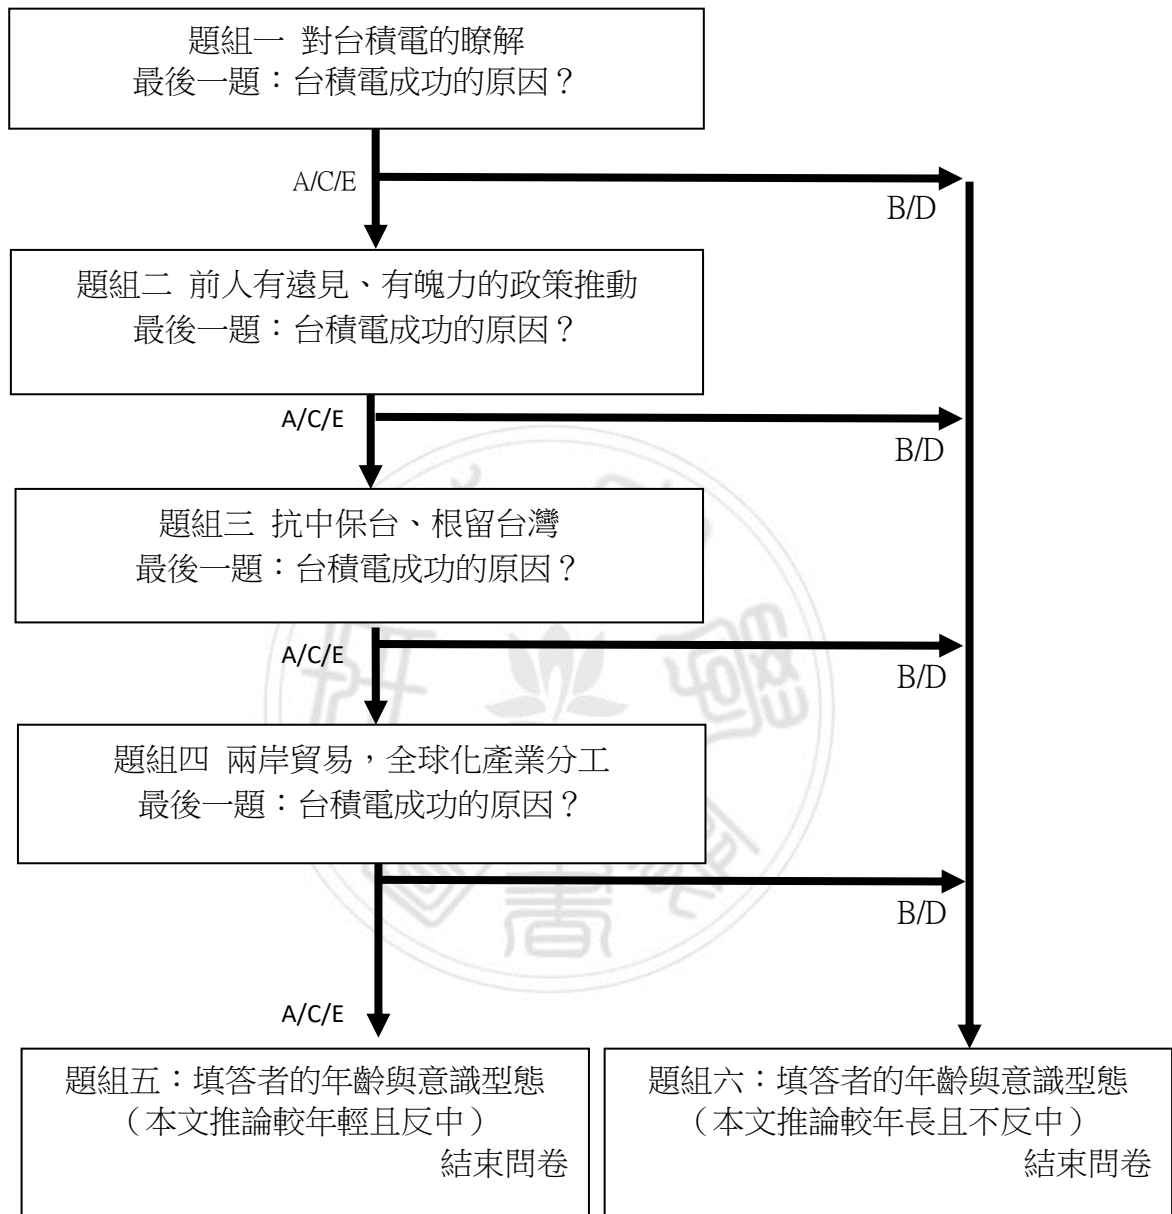 題組一 對台積電的瞭解
最後一題：台積電成功的原因？
A/C/E
B/D
題組二 前人有遠見、有魄力的政策推動
最後一題：台積電成功的原因？
A/C/E
B/D
題組三 抗中保台、根留台灣
最後一題：台積電成功的原因？
A/C/E
B/D
題組四 兩岸貿易，全球化產業分工
最後一題：台積電成功的原因？
B/D
A/C/E
題組五：填答者的年齡與意識型態
（本文推論較年輕且反中）
結束問卷
題組六：填答者的年齡與意識型態
（本文推論較年長且不反中）
結束問卷